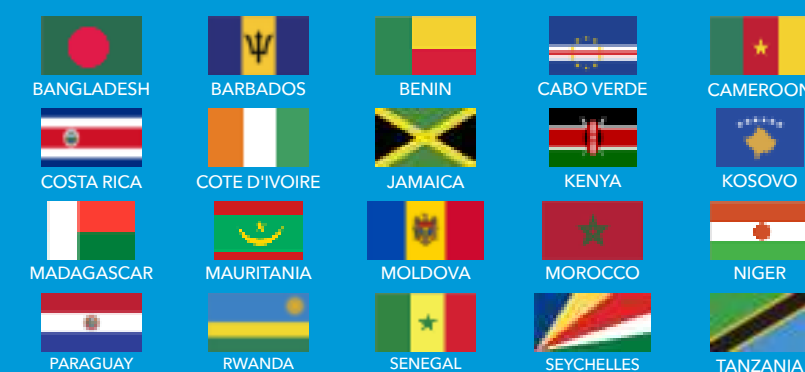 BANGLADESH
BARBADOS
BENIN
CABO VERDE
CAMEROON
COSTA RICA
COTE D'IVOIRE
JAMAICA
KENYA
KOSOVO
MADAGASCAR
MAURITANIA
MOLDOVA
MOROCCO
NIGER
PARAGUAY
RWANDA
SENEGAL
SEYCHELLES
TANZANIA